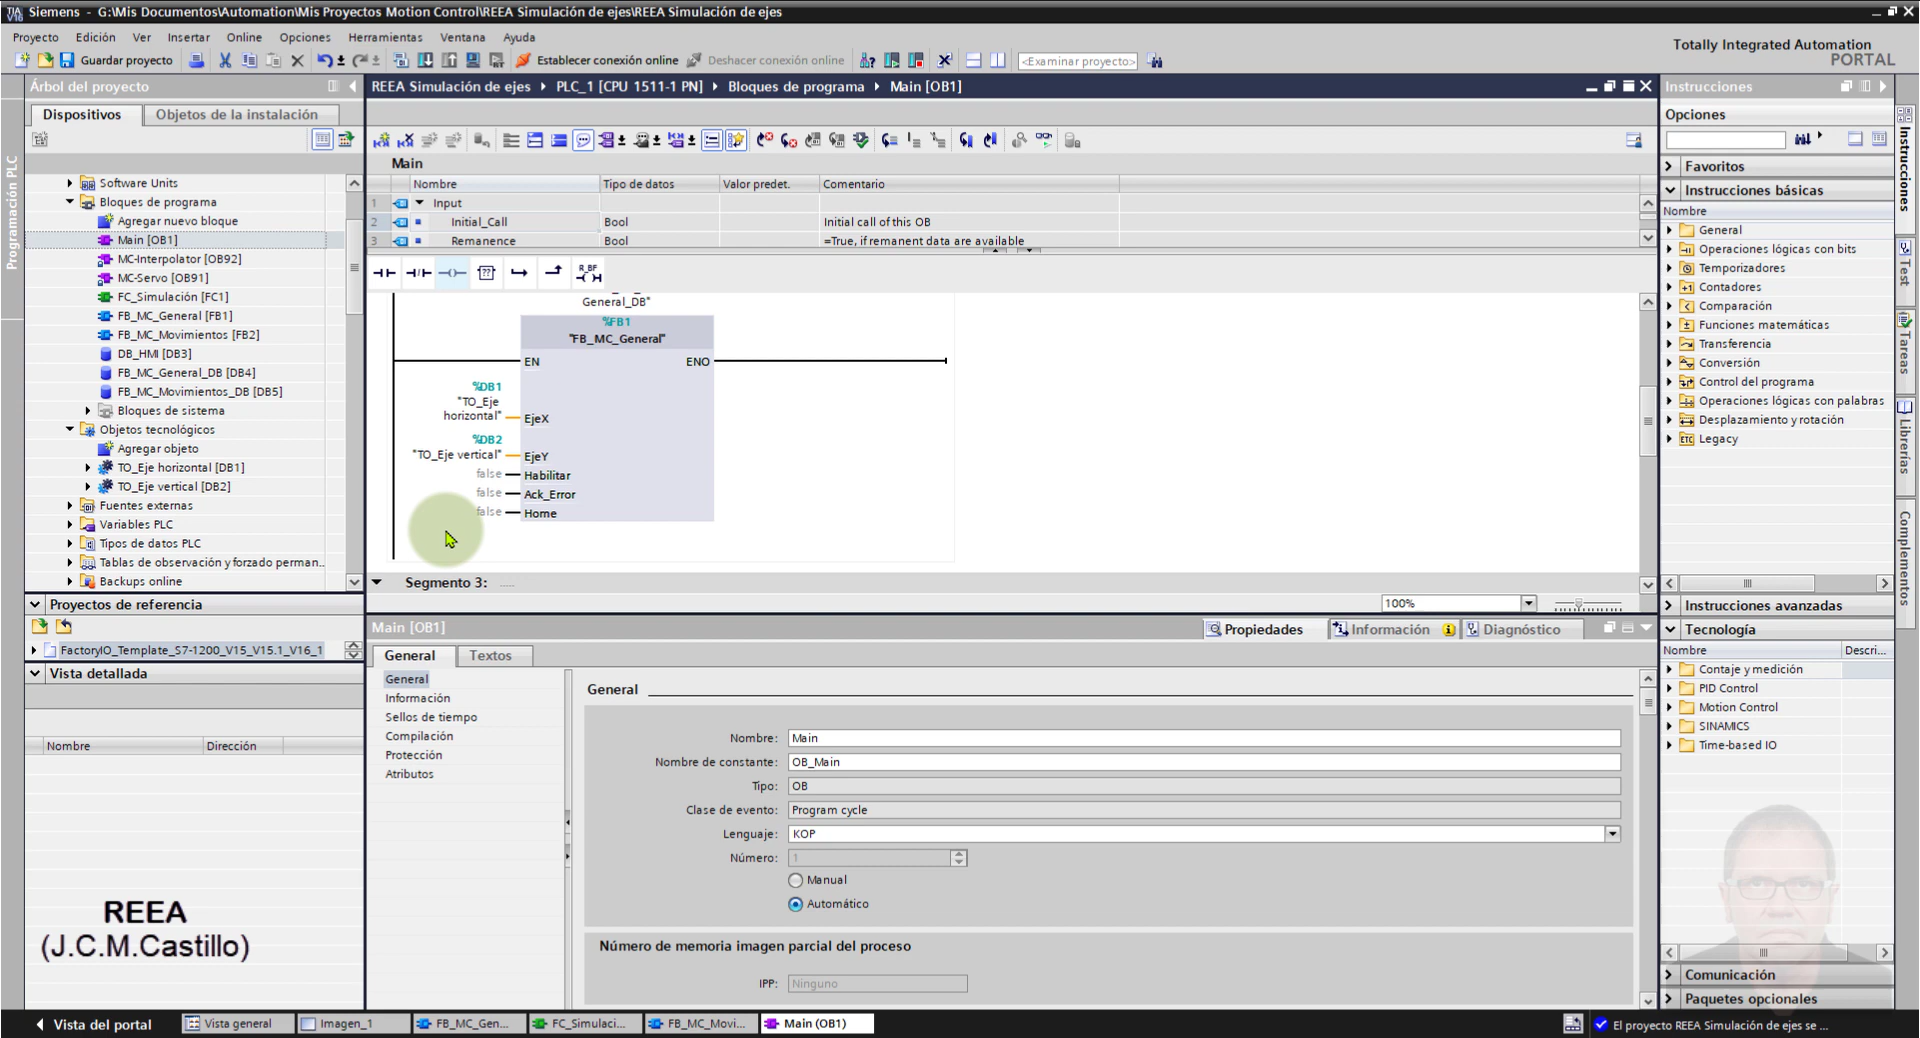 Siemens - G:\Mis Documentos\Automation\Mis Proyectos Motion Control\REEA Simulación de ejes\REEA Simulación de ejes
Proyecto Edición Ver Insertar Online Opciones Herramientas Ventana Ayuda
Totally Integrated Automation
PORTAL
Guardar proyecto
Establecer conexión online
Deshacer conexión online
<Examinar proyecto>
Árbol del proyecto
REEA Simulación de ejes PLC_1 [CPU 1511-1 PN] Bloques de programa Main [OB1]
Instrucciones
Dispositivos
Objetos de la instalación
Opciones
Programación PLC
Software Units
Bloques de programa
Agregar nuevo bloque
Main [OB1]
MC-Interpolator [OB92]
MC-Servo [OB91]
FC_Simulación [FC1]
FB_MC_General [FB1]
FB_MC_Movimientos [FB2]
DB_HMI [DB3]
FB_MC_General_DB [DB4]
FB_MC_Movimientos_DB [DB5]
Bloques de sistema
Objetos tecnológicos
Agregar objeto
TO_Eje horizontal [DB1]
TO_Eje vertical [DB2]
Fuentes externas
Variables PLC
Tipos de datos PLC
Tablas de observación y forzado perman..
Backups online
Proyectos de referencia
FactoryIO_Template_S7-1200_V15_V15.1_V16_1
Vista detallada
Nombre Dirección
REEA
(J.C.M.Castillo)
Main
Nombre Tipo de datos Valor predet. Comentario
1 Input
2 Initial_Call Bool Initial call of this OB
3 Remanence Bool =True, if remanent data are available
??
R_BF
General_DB"
%FB1
"FB_MC_General"
EN ENO
%DB1
"TO_Eje
horizontal" EjeX
%DB2
"TO_Eje vertical" EjeY
false Habilitar
false Ack_Error
false Home
Segmento 3: .....
100%
Main [OB1]
Propiedades Información Diagnóstico
General Textos
General
Información
Sellos de tiempo
Compilación
Protección
Atributos
General
Nombre: Main
Nombre de constante: OB_Main
Tipo: OB
Clase de evento: Program cycle
Lenguaje: KOP
Número: 1
Manual
Automático
Número de memoria imagen parcial del proceso
IPP: Ninguno
Favoritos
Instrucciones básicas
Nombre
General
Operaciones lógicas con bits
Temporizadores
Contadores
Comparación
Funciones matemáticas
Transferencia
Conversión
Control del programa
Operaciones lógicas con palabras
Desplazamiento y rotación
Legacy
Instrucciones avanzadas
Tecnología
Nombre Descri...
Contaje y medición
PID Control
Motion Control
SINAMICS
Time-based IO
Comunicación
Paquetes opcionales
Instrucciones
Test
Tareas
Librerías
Complementos
Vista del portal
Vista general
Imagen_1
FB_MC_Gen...
FC_Simulaci...
FB_MC_Movi...
Main (OB1)
El proyecto REEA Simulación de ejes se ...